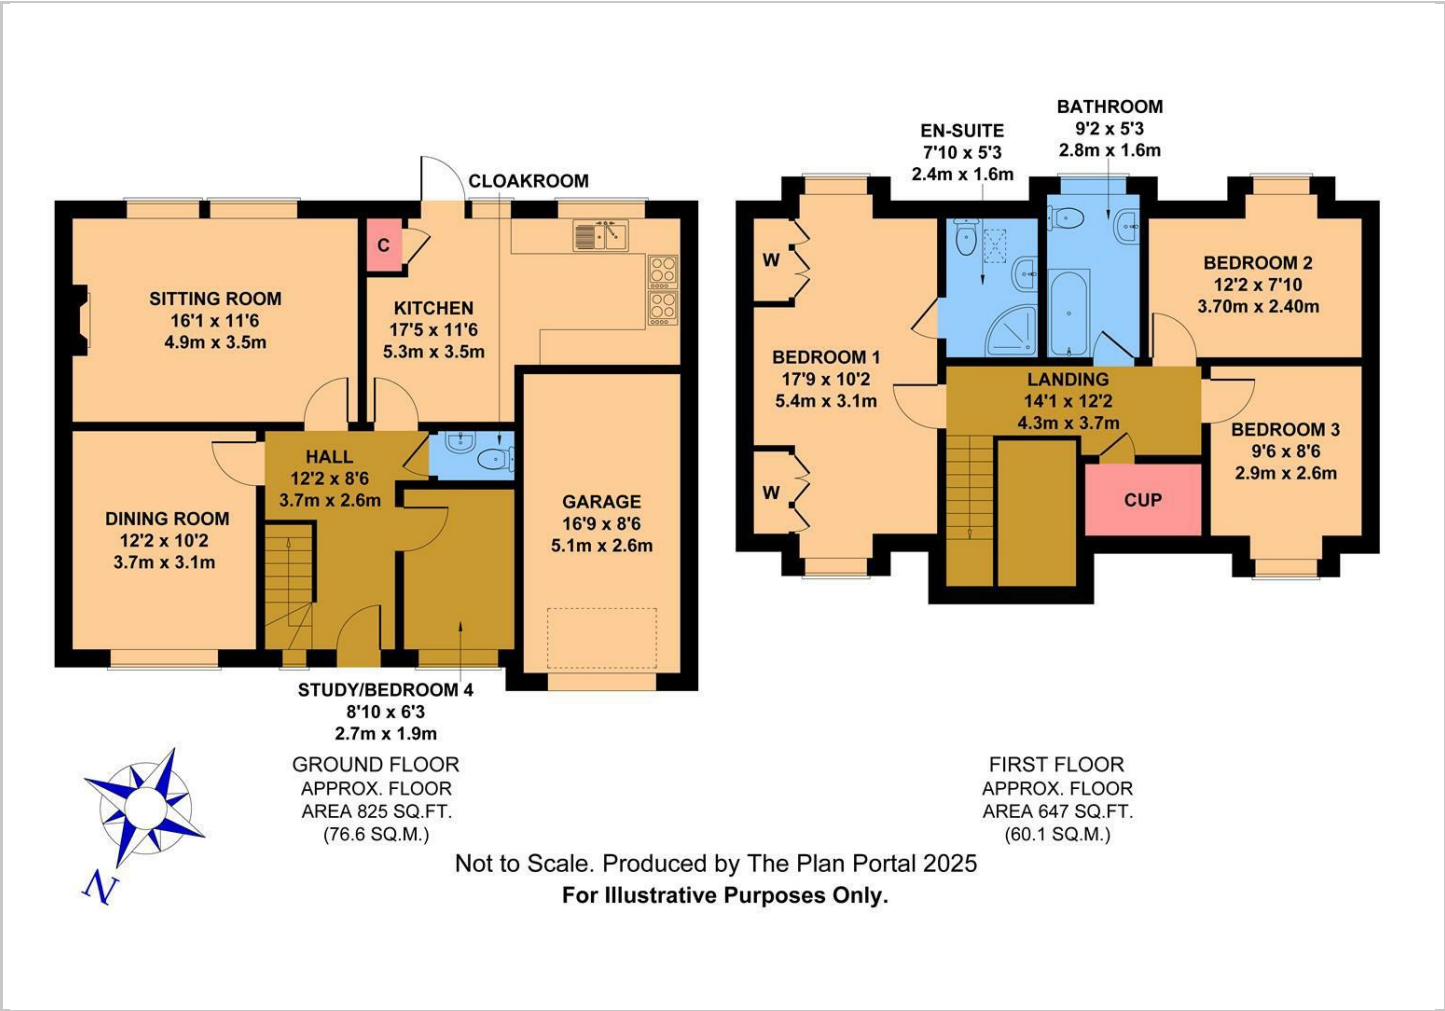 CLOAKROOM
C
SITTING ROOM
16'1 x 11'6
4.9m x 3.5m
KITCHEN
17'5 x 11'6
5.3m x 3.5m
HALL
12'2 x 8'6
3.7m x 2.6m
DINING ROOM
12'2 x 10'2
3.7m x 3.1m
GARAGE
16'9 x 8'6
5.1m x 2.6m
STUDY/BEDROOM 4
8'10 x 6'3
2.7m x 1.9m
GROUND FLOOR
APPROX. FLOOR
AREA 825 SQ.FT.
(76.6 SQ.M.)
EN-SUITE
7'10 x 5'3
2.4m x 1.6m
BATHROOM
9'2 x 5'3
2.8m x 1.6m
W
BEDROOM 1
17'9 x 10'2
5.4m x 3.1m
W
BEDROOM 2
12'2 x 7'10
3.70m x 2.40m
LANDING
14'1 x 12'2
4.3m x 3.7m
BEDROOM 3
9'6 x 8'6
2.9m x 2.6m
CUP
FIRST FLOOR
APPROX. FLOOR
AREA 647 SQ.FT.
(60.1 SQ.M.)
N
Not to Scale. Produced by The Plan Portal 2025
For Illustrative Purposes Only.